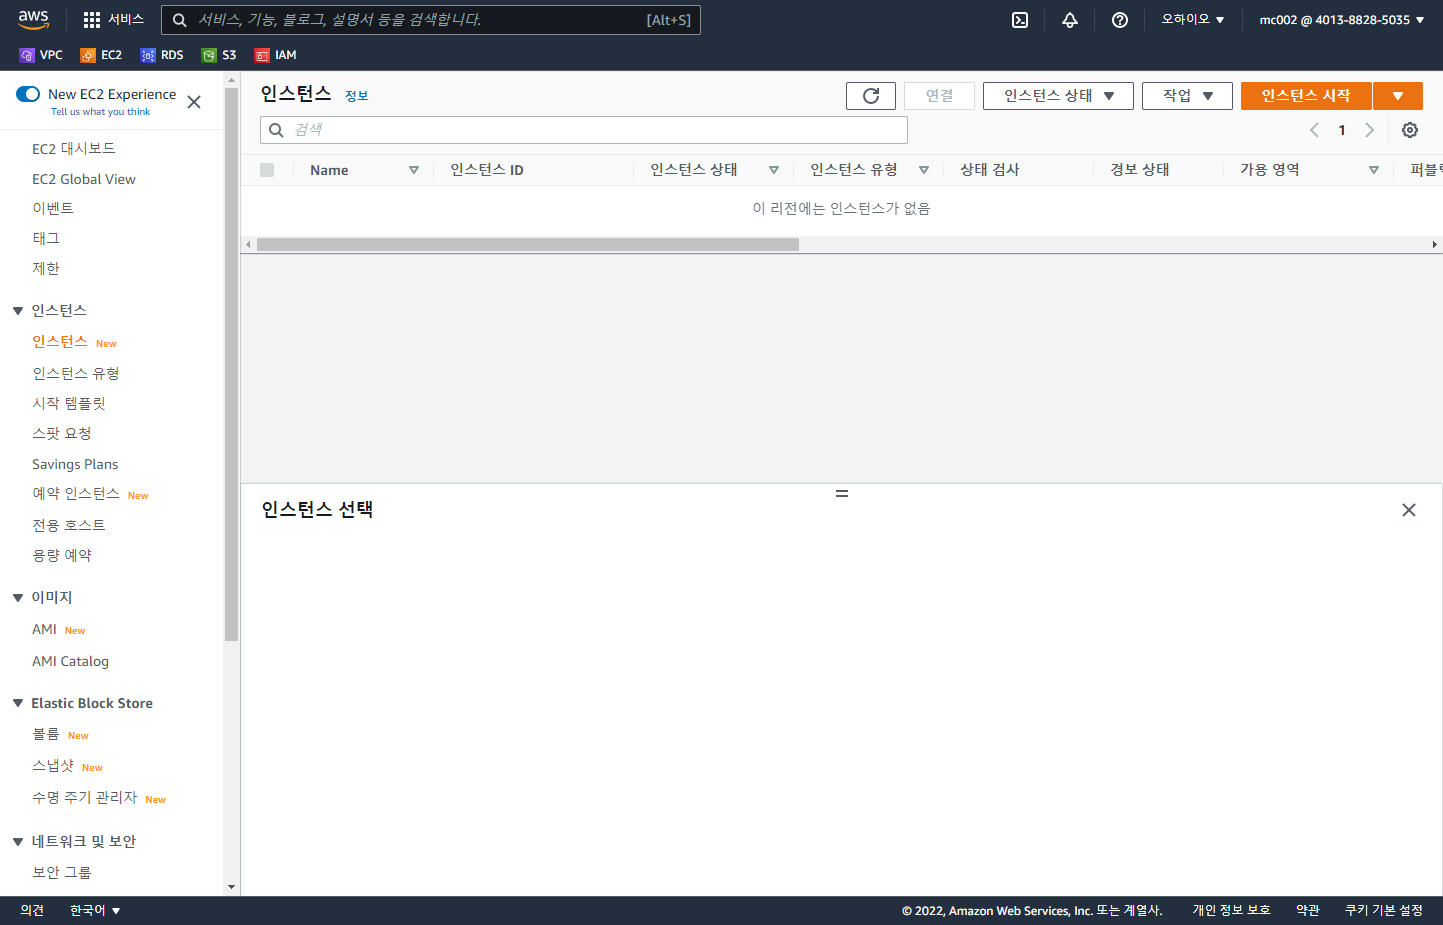 aws 서비스 서비스, 기능, 블로그, 설명서 등을 검색합니다. [Alt+S] 오하이오 mc002 @ 4013-8828-5035
VPC EC2 RDS S3 IAM
New EC2 Experience
Tell us what you think
EC2 대시보드
EC2 Global View
이벤트
태그
제한
인스턴스
인스턴스 New
인스턴스 유형
시작 템플릿
스팟 요청
Savings Plans
예약 인스턴스 New
전용 호스트
용량 예약
이미지
AMI New
AMI Catalog
Elastic Block Store
볼륨 New
스냅샷 New
수명 주기 관리자 New
네트워크 및 보안
보안 그룹
인스턴스 정보 연결 인스턴스 상태 작업 인스턴스 시작
검색 1
Name 인스턴스 ID 인스턴스 상태 인스턴스 유형 상태 검사 경보 상태 가용 영역
이 리전에는 인스턴스가 없음
인스턴스 선택
의견 한국어 © 2022, Amazon Web Services, Inc. 또는 계열사. 개인 정보 보호 약관 쿠키 기본 설정